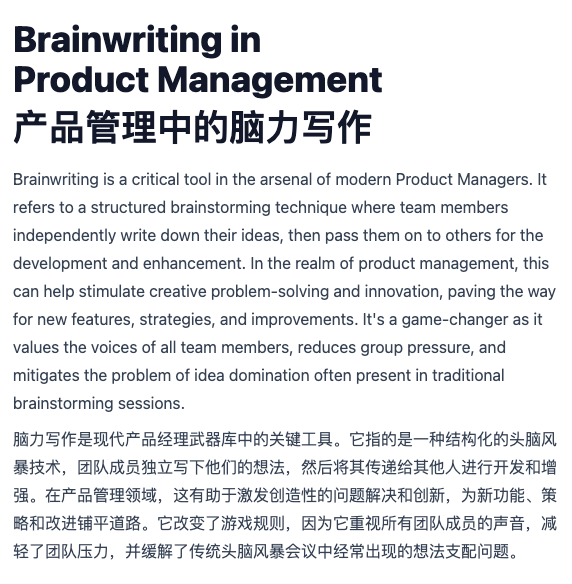 Brainwriting in
Product Management
产品管理中的脑力写作
Brainwriting is a critical tool in the arsenal of modern Product Managers. It
refers to a structured brainstorming technique where team members
independently write down their ideas, then pass them on to others for the
development and enhancement. In the realm of product management, this
can help stimulate creative problem-solving and innovation, paving the way
for new features, strategies, and improvements. It's a game-changer as it
values the voices of all team members, reduces group pressure, and
mitigates the problem of idea domination often present in traditional
brainstorming sessions.
脑力写作是现代产品经理武器库中的关键工具。它指的是一种结构化的头脑风
暴技术，团队成员独立写下他们的想法，然后将其传递给其他人进行开发和增
强。在产品管理领域，这有助于激发创造性的问题解决和创新，为新功能、策
略和改进铺平道路。它改变了游戏规则，因为它重视所有团队成员的声音，减
轻了团队压力，并缓解了传统头脑风暴会议中经常出现的想法支配问题。